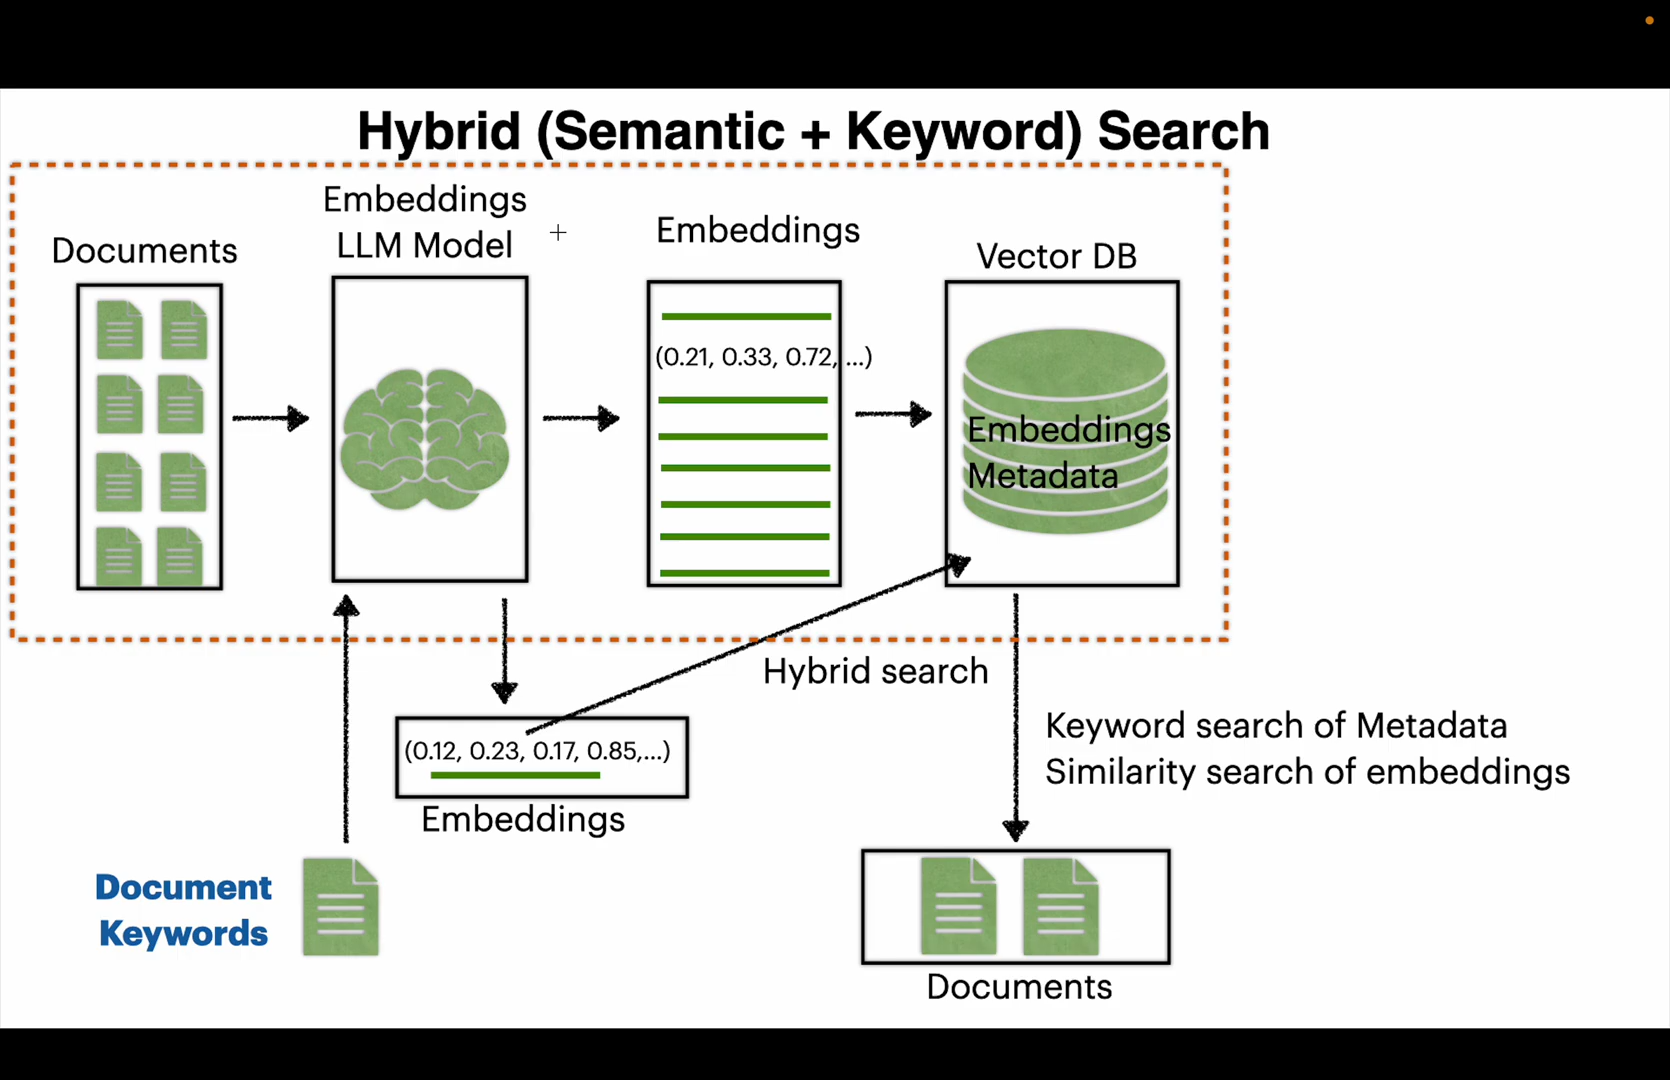 Hybrid (Semantic + Keyword) Search
Documents
Embeddings
LLM Model
Embeddings
Vector DB
(0.21, 0.33, 0.72, ...)
Embeddings
Metadata
Hybrid search
(0.12, 0.23, 0.17, 0.85,...)
Embeddings
Keyword search of Metadata
Similarity search of embeddings
Document
Keywords
Documents